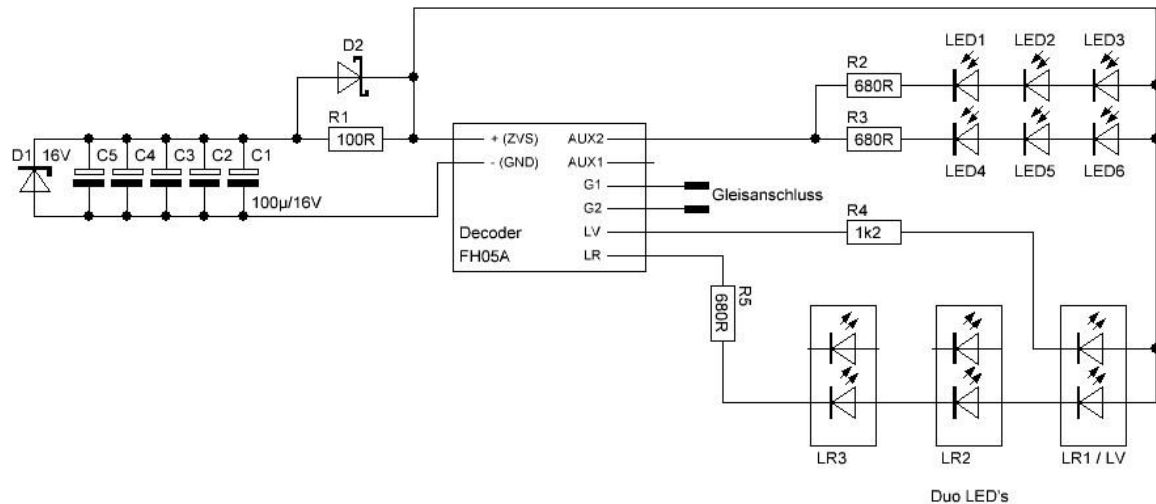 D2
LED1 LED2 LED3
R2
680R
R1
100R
+ (ZVS)
AUX2
R3
680R
D1 16V
C5 C4 C3 C2 C1
- (GND)
AUX1
LED4 LED5 LED6
G1
Gleisanschluss
G2
100µ/16V
R4
1k2
Decoder
LV
FH05A
LR
R5
680R
LR3
LR2
LR1 / LV
Duo LED's